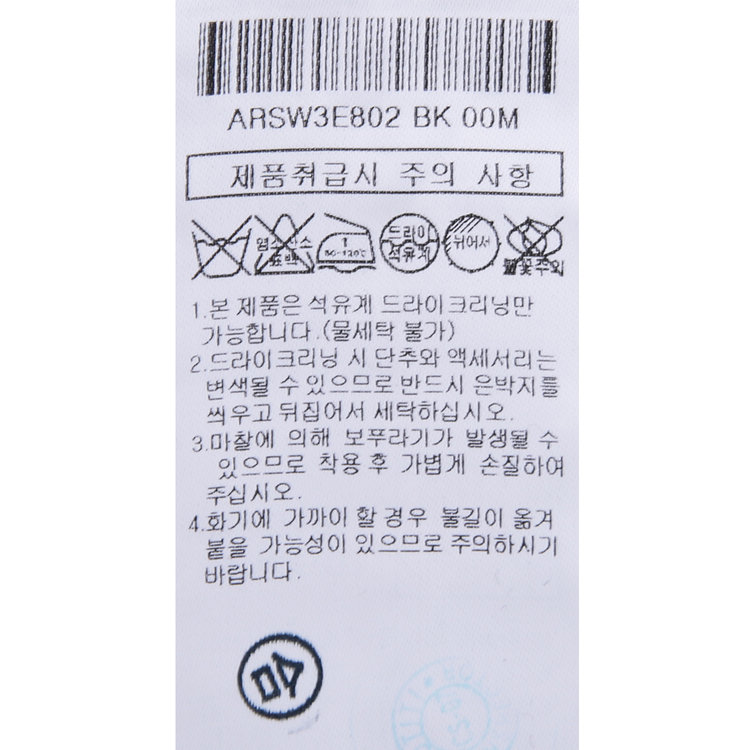 ARSW3E802 BK 00M
제품취급시 주의 사항
염소산소 표백
1
80-120℃
드라이
석유계
뉘어서
불꽃주의
1.본 제품은 석유계 드라이크리닝만
가능합니다.(물세탁 불가)
2.드라이크리닝 시 단추와 액세서리는
변색될 수 있으므로 반드시 은박지를
씌우고 뒤집어서 세탁하십시오.
3.마찰에 의해 보푸라기가 발생될 수
있으므로 착용 후 가볍게 손질하여
주십시오.
4.화기에 가까이 할 경우 불길이 옮겨
붙을 가능성이 있으므로 주의하시기
바랍니다.